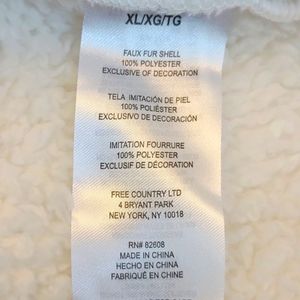 XL/XG/TG
FAUX FUR SHELL
100% POLYESTER
EXCLUSIVE OF DECORATION
TELA IMITACIÓN DE PIEL
100% POLIÉSTER
EXCLUSIVO DE DECORACIÓN
IMITATION FOURRURE
100% POLYESTER
EXCLUSIF DE DÉCORATION
FREE COUNTRY LTD
4 BRYANT PARK
NEW YORK, NY 10018
RN# 82608
MADE IN CHINA
HECHO EN CHINA
FABRIQUÉ EN CHINE